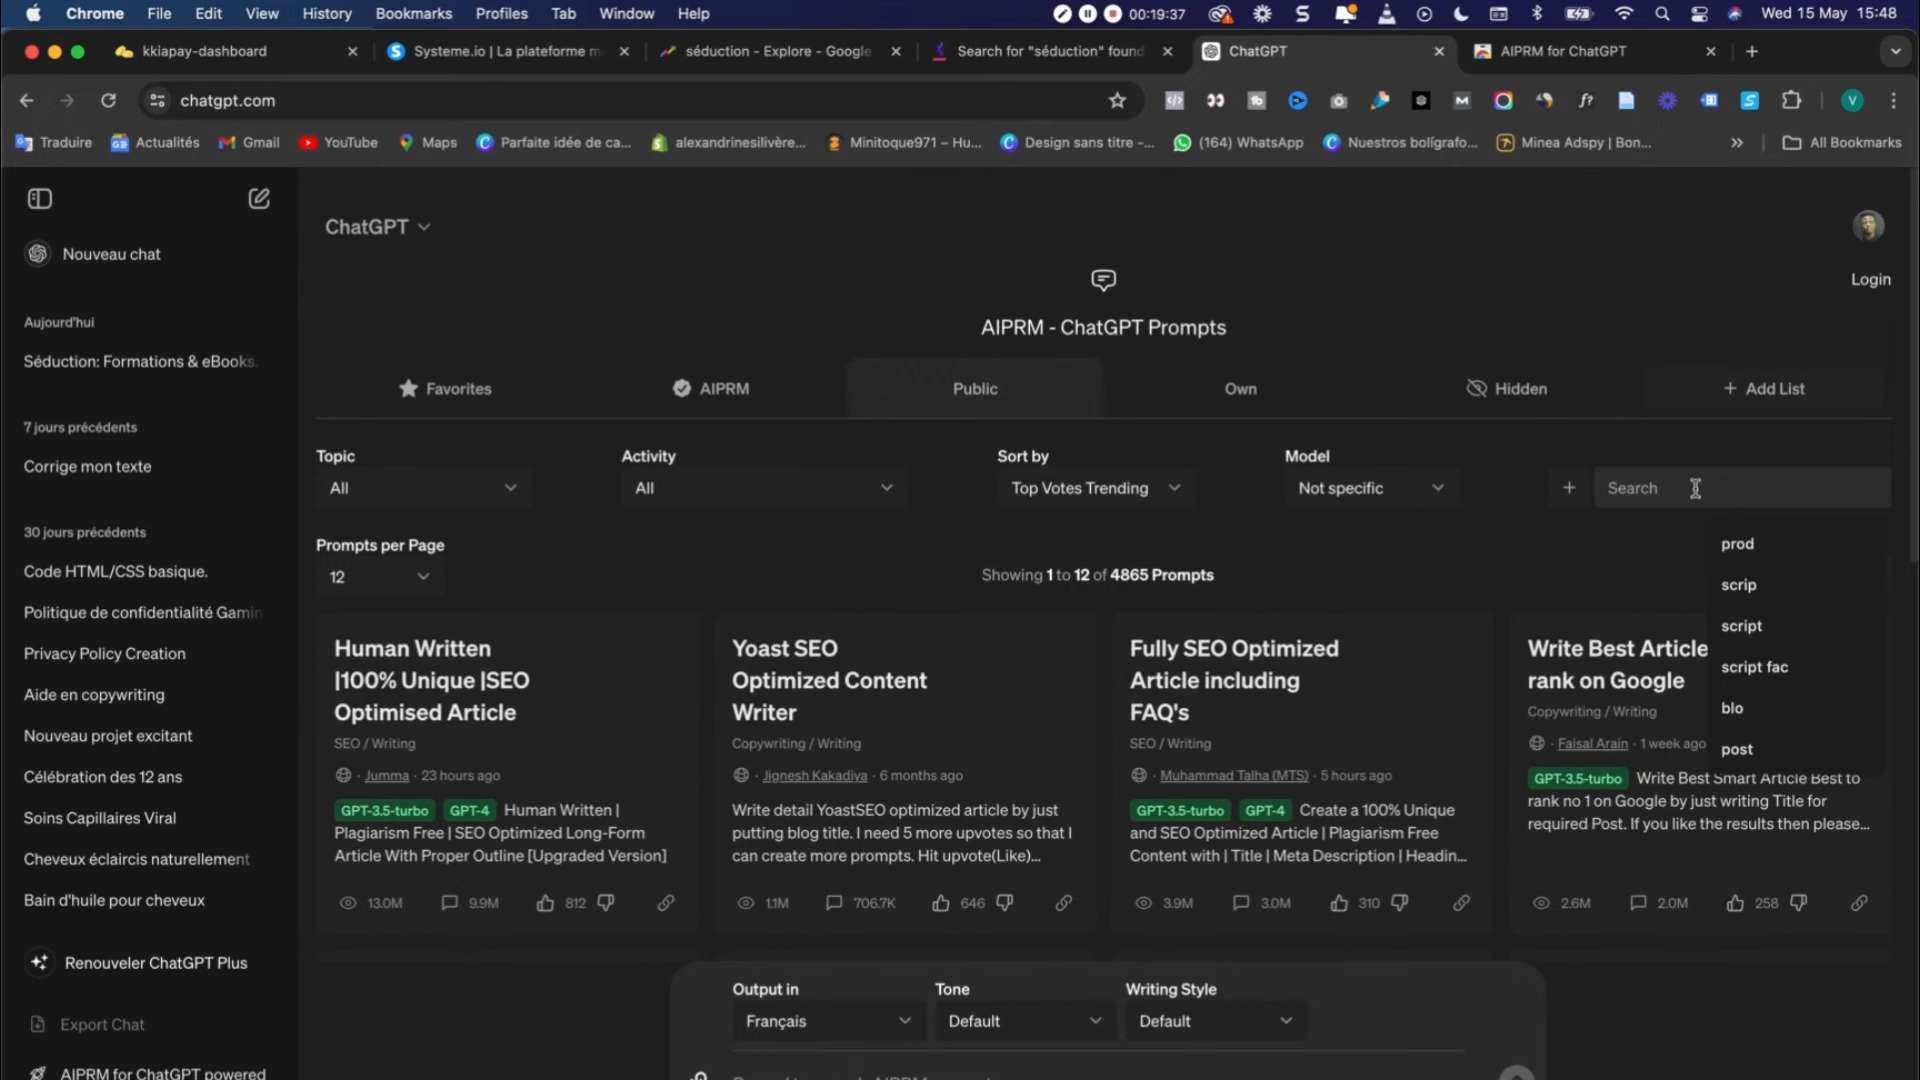 Chrome File Edit View History Bookmarks Profiles Tab Window Help 00:19:37 Wed 15 May 15:48
kkiapay-dashboard Systeme.io | La plateforme m séduction - Explore - Google Search for "séduction" found ChatGPT AIPRM for ChatGPT
chatgpt.com
Traduire Actualités Gmail YouTube Maps Parfaite idée de ca... alexandrinesilivère... Minitoque971 – Hu... Design sans titre -... (164) WhatsApp Nuestros bolígrafo... Minea Adspy | Bon... » All Bookmarks
ChatGPT
Nouveau chat
Login
AIPRM - ChatGPT Prompts
Aujourd'hui
Séduction: Formations & eBooks.
7 jours précédents
Corrige mon texte
30 jours précédents
Code HTML/CSS basique.
Politique de confidentialité Gamin
Privacy Policy Creation
Aide en copywriting
Nouveau projet excitant
Célébration des 12 ans
Soins Capillaires Viral
Cheveux éclaircis naturellement
Bain d'huile pour cheveux
Renouveler ChatGPT Plus
Export Chat
AIPRM for ChatGPT powered
Favorites AIPRM Public Own Hidden + Add List
Topic Activity Sort by Model
All All Top Votes Trending Not specific + Search
Prompts per Page
12
Showing 1 to 12 of 4865 Prompts
prod
scrip
script
script fac
blo
post
Human Written
|100% Unique |SEO
Optimised Article
SEO / Writing
· Jumma · 23 hours ago
GPT-3.5-turbo GPT-4 Human Written |
Plagiarism Free | SEO Optimized Long-Form
Article With Proper Outline [Upgraded Version]
13.0M 9.9M 812
Yoast SEO
Optimized Content
Writer
Copywriting / Writing
· Jignesh Kakadiya · 6 months ago
Write detail YoastSEO optimized article by just
putting blog title. I need 5 more upvotes so that I
can create more prompts. Hit upvote(Like)...
1.1M 706.7K 646
Fully SEO Optimized
Article including
FAQ's
SEO / Writing
· Muhammad Talha (MTS) · 5 hours ago
GPT-3.5-turbo GPT-4 Create a 100% Unique
and SEO Optimized Article | Plagiarism Free
Content with | Title | Meta Description | Headin...
3.9M 3.0M 310
Write Best Article
rank on Google
Copywriting / Writing
· Faisal Arain · 1 week ago
GPT-3.5-turbo Write Best Smart Article Best to
rank no 1 on Google by just writing Title for
required Post. If you like the results then please...
2.6M 2.0M 258
Output in Tone Writing Style
Français Default Default